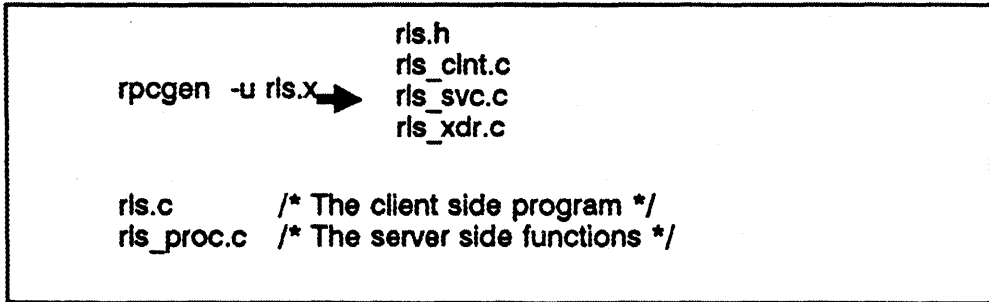 rls.h
rls_clnt.c
rpcgen -u rls.x
rls_svc.c
rls_xdr.c
rls.c /* The client side program */
rls_proc.c /* The server side functions */